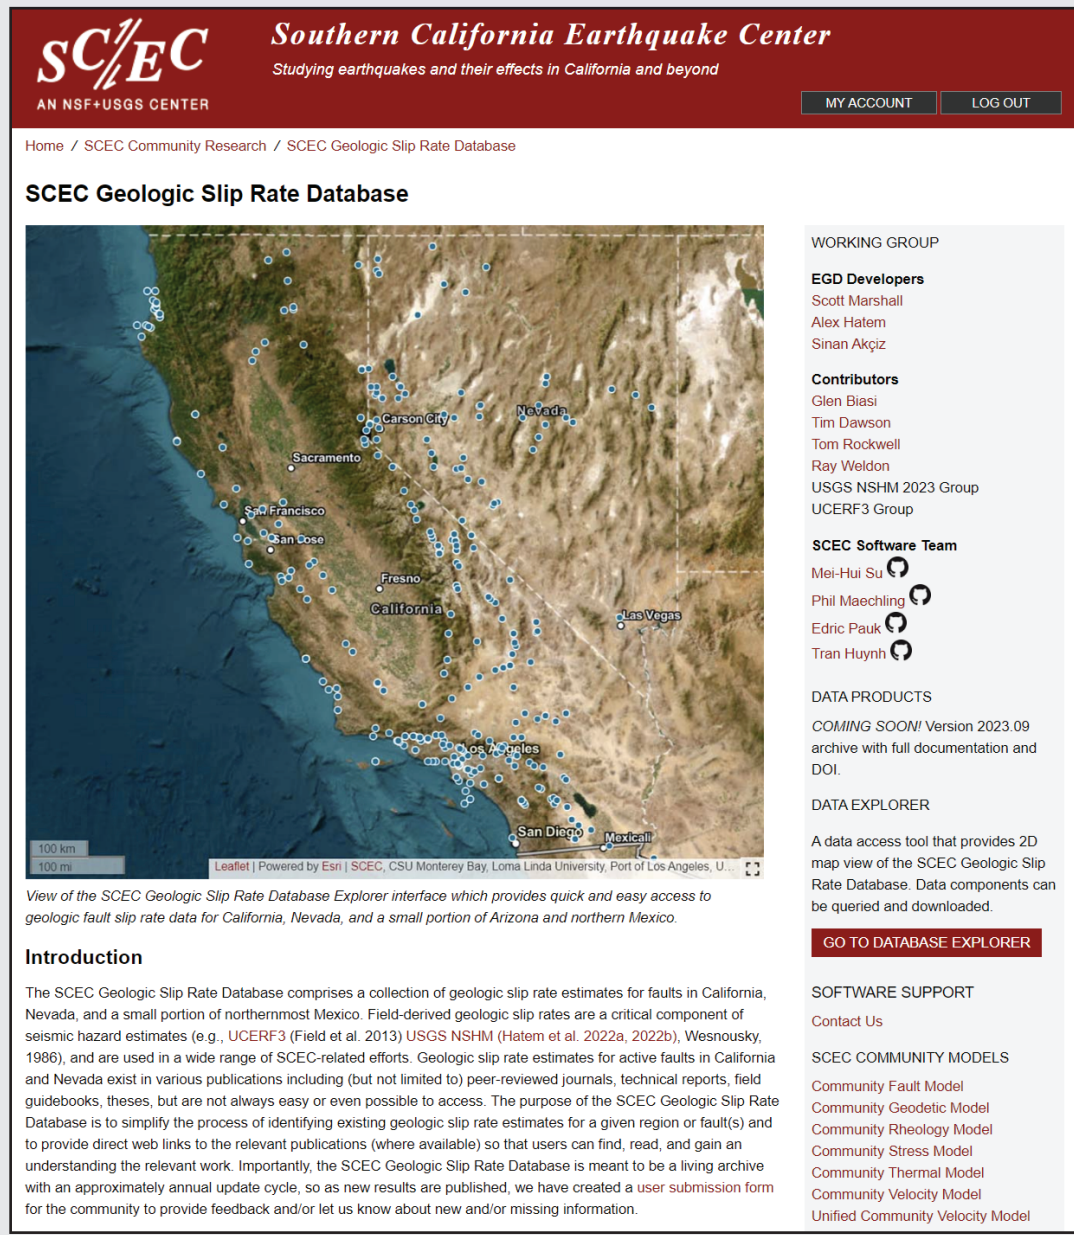 SCEC
AN NSF+USGS CENTER
Southern California Earthquake Center
Studying earthquakes and their effects in California and beyond
MY ACCOUNT
LOG OUT
Home / SCEC Community Research / SCEC Geologic Slip Rate Database
SCEC Geologic Slip Rate Database
Carson City
Nevada
Sacramento
San Francisco
San Jose
Fresno
California
Las Vegas
Los Angeles
San Diego
Mexicali
100 km
100 mi
Leaflet | Powered by Esri | SCEC, CSU Monterey Bay, Loma Linda University, Port of Los Angeles, U...
View of the SCEC Geologic Slip Rate Database Explorer interface which provides quick and easy access to
geologic fault slip rate data for California, Nevada, and a small portion of Arizona and northern Mexico.
Introduction
The SCEC Geologic Slip Rate Database comprises a collection of geologic slip rate estimates for faults in California,
Nevada, and a small portion of northernmost Mexico. Field-derived geologic slip rates are a critical component of
seismic hazard estimates (e.g., UCERF3 (Field et al. 2013) USGS NSHM (Hatem et al. 2022a, 2022b), Wesnousky,
1986), and are used in a wide range of SCEC-related efforts. Geologic slip rate estimates for active faults in California
and Nevada exist in various publications including (but not limited to) peer-reviewed journals, technical reports, field
guidebooks, theses, but are not always easy or even possible to access. The purpose of the SCEC Geologic Slip Rate
Database is to simplify the process of identifying existing geologic slip rate estimates for a given region or fault(s) and
to provide direct web links to the relevant publications (where available) so that users can find, read, and gain an
understanding the relevant work. Importantly, the SCEC Geologic Slip Rate Database is meant to be a living archive
with an approximately annual update cycle, so as new results are published, we have created a user submission form
for the community to provide feedback and/or let us know about new and/or missing information.
WORKING GROUP
EGD Developers
Scott Marshall
Alex Hatem
Sinan Akçiz
Contributors
Glen Biasi
Tim Dawson
Tom Rockwell
Ray Weldon
USGS NSHM 2023 Group
UCERF3 Group
SCEC Software Team
Mei-Hui Su
Phil Maechling
Edric Pauk
Tran Huynh
DATA PRODUCTS
COMING SOON! Version 2023.09
archive with full documentation and
DOI.
DATA EXPLORER
A data access tool that provides 2D
map view of the SCEC Geologic Slip
Rate Database. Data components can
be queried and downloaded.
GO TO DATABASE EXPLORER
SOFTWARE SUPPORT
Contact Us
SCEC COMMUNITY MODELS
Community Fault Model
Community Geodetic Model
Community Rheology Model
Community Stress Model
Community Thermal Model
Community Velocity Model
Unified Community Velocity Model